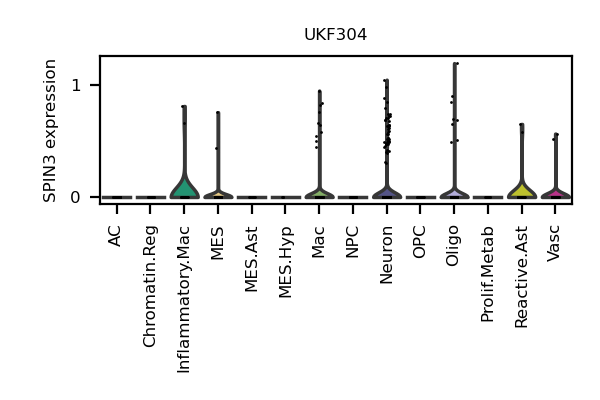 UKF304
SPIN3 expression
1
0
AC
Chromatin.Reg
Inflammatory.Mac
MES
MES.Ast
MES.Hyp
Mac
NPC
Neuron
OPC
Oligo
Prolif.Metab
Reactive.Ast
Vasc